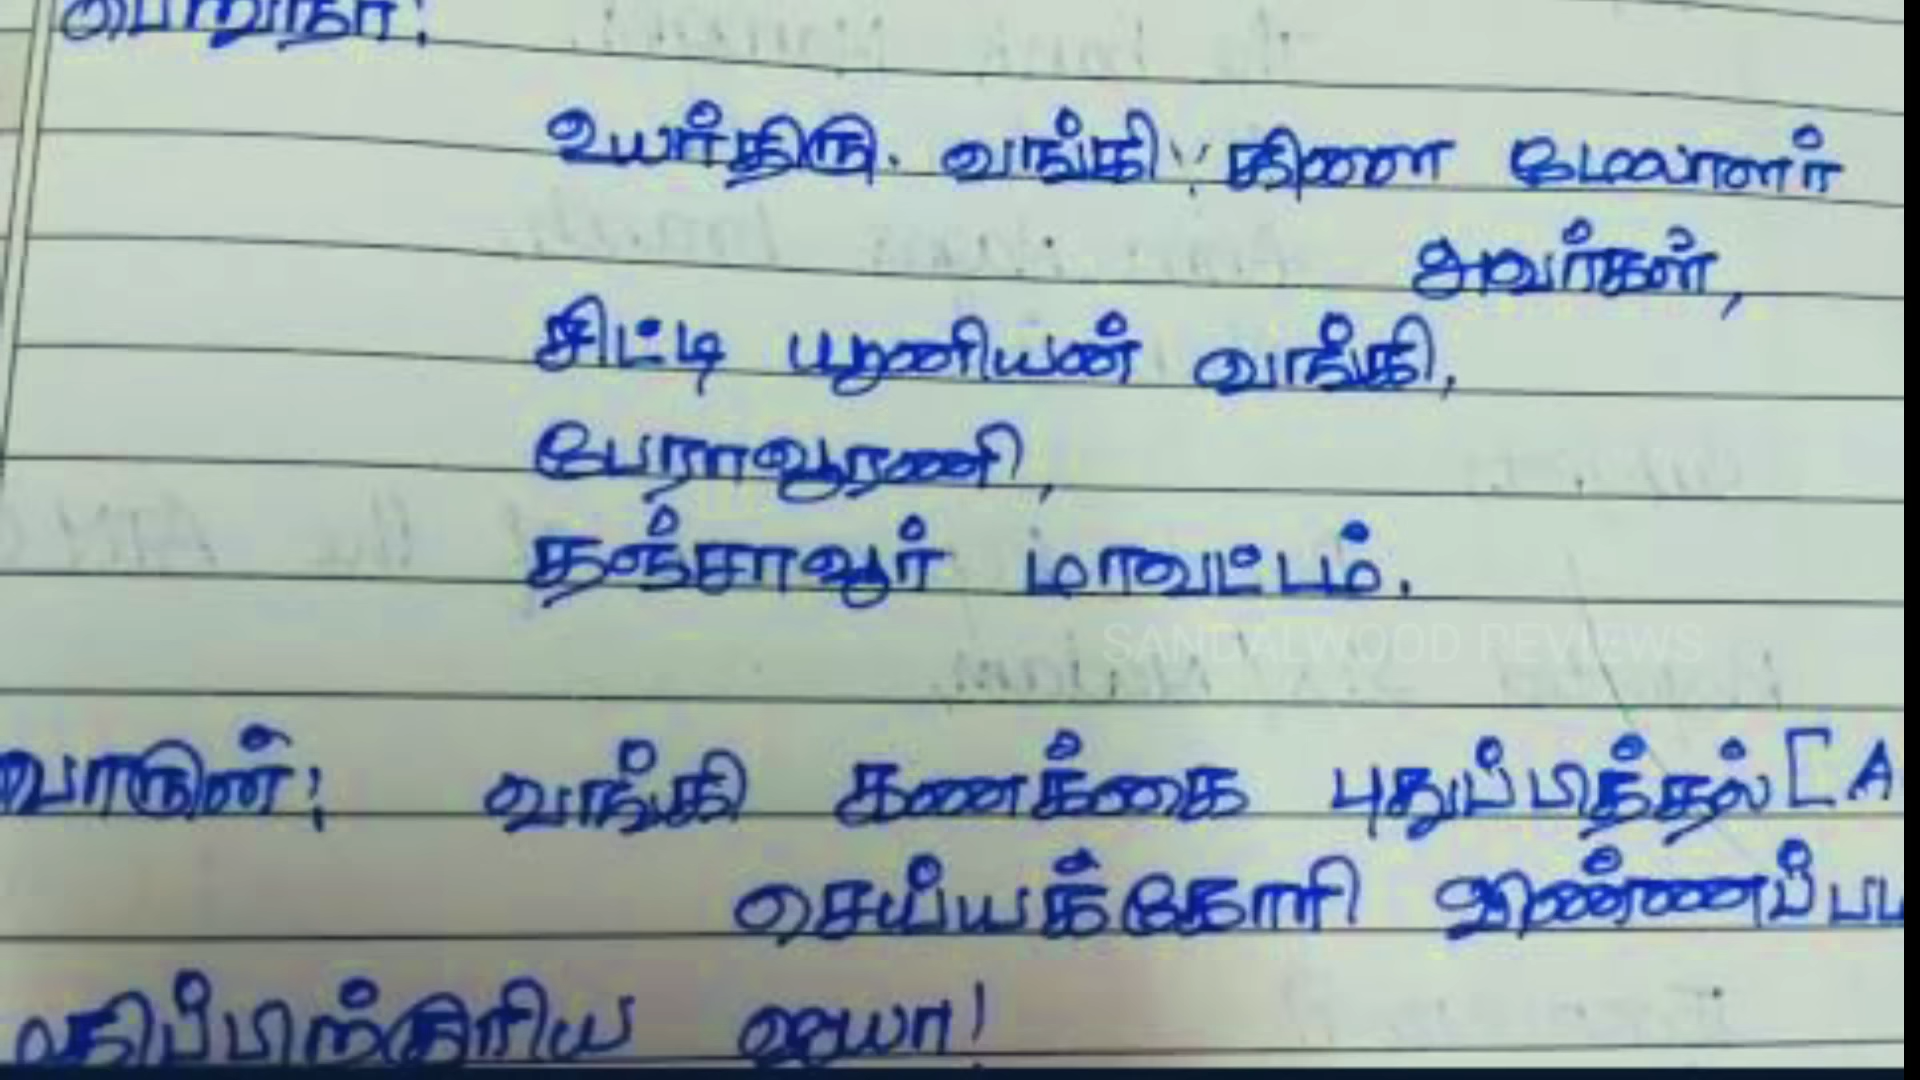 பெறுநர்:
உயர்திரு. வங்கி கிளை மேலாளர்
அவர்கள்,
சிட்டி யூனியன் வங்கி,
பேராவூரணி,
தஞ்சாவூர் மாவட்டம்.
SANDALWOOD REVIEWS
பொருள்: வங்கி கணக்கை புதுப்பித்தல் [A
செய்யக்கோரி விண்ணப்பம்
மதிப்பிற்குரிய ஐயா!